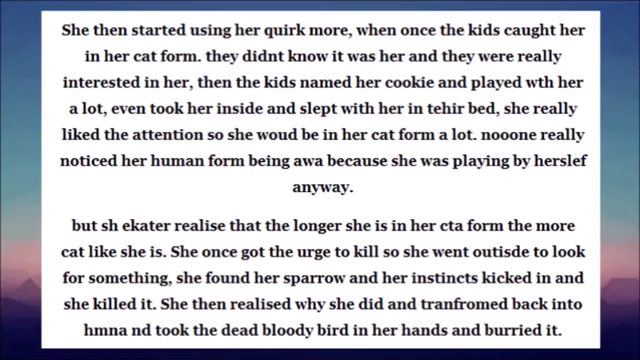 She then started using her quirk more, when once the kids caught her
in her cat form. they didnt know it was her and they were really
interested in her, then the kids named her cookie and played wth her
a lot, even took her inside and slept with her in tehir bed, she really
liked the attention so she woud be in her cat form a lot. nooone really
noticed her human form being awa because she was playing by herslef
anyway.
but sh ekater realise that the longer she is in her cta form the more
cat like she is. She once got the urge to kill so she went outisde to look
for something, she found her sparrow and her instincts kicked in and
she killed it. She then realised why she did and tranfromed back into
hmna nd took the dead bloody bird in her hands and burried it.